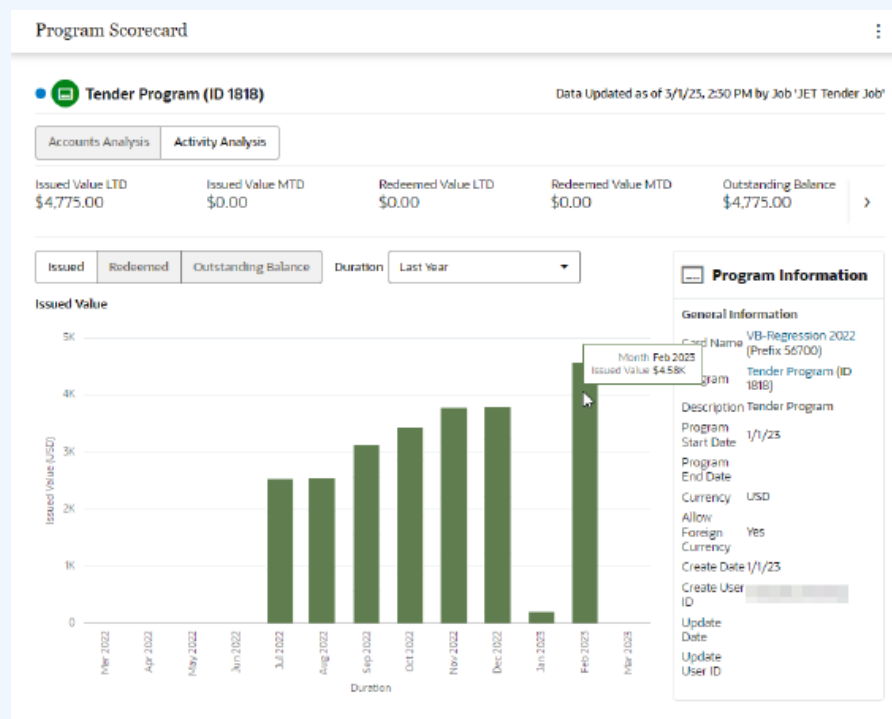 Program Scorecard
Tender Program (ID 1818)
Data Updated as of 3/1/23, 2:30 PM by Job 'JET Tender Job'
Accounts Analysis
Activity Analysis
Issued Value LTD
$4,775.00
Issued Value MTD
$0.00
Redeemed Value LTD
$0.00
Redeemed Value MTD
$0.00
Outstanding Balance
$4,775.00
Issued
Redeemed
Outstanding Balance
Duration
Last Year
Issued Value
5K
4K
3K
2K
1K
0
Issued Value (USD)
Month Feb 2023
Issued Value $4.58K
Mar 2022
Apr 2022
May 2022
Jun 2022
Jul 2022
Aug 2022
Sep 2022
Oct 2022
Nov 2022
Dec 2022
Jan 2023
Feb 2023
Mar 2023
Duration
Program Information
General Information
Card Name
VB-Regression 2022
(Prefix 56700)
Tender Program (ID
1818)
Description Tender Program
Program
Start Date
1/1/23
Program
End Date
Currency USD
Allow
Foreign
Currency
Yes
Create Date 1/1/23
Create User
ID
Update
Date
Update
User ID